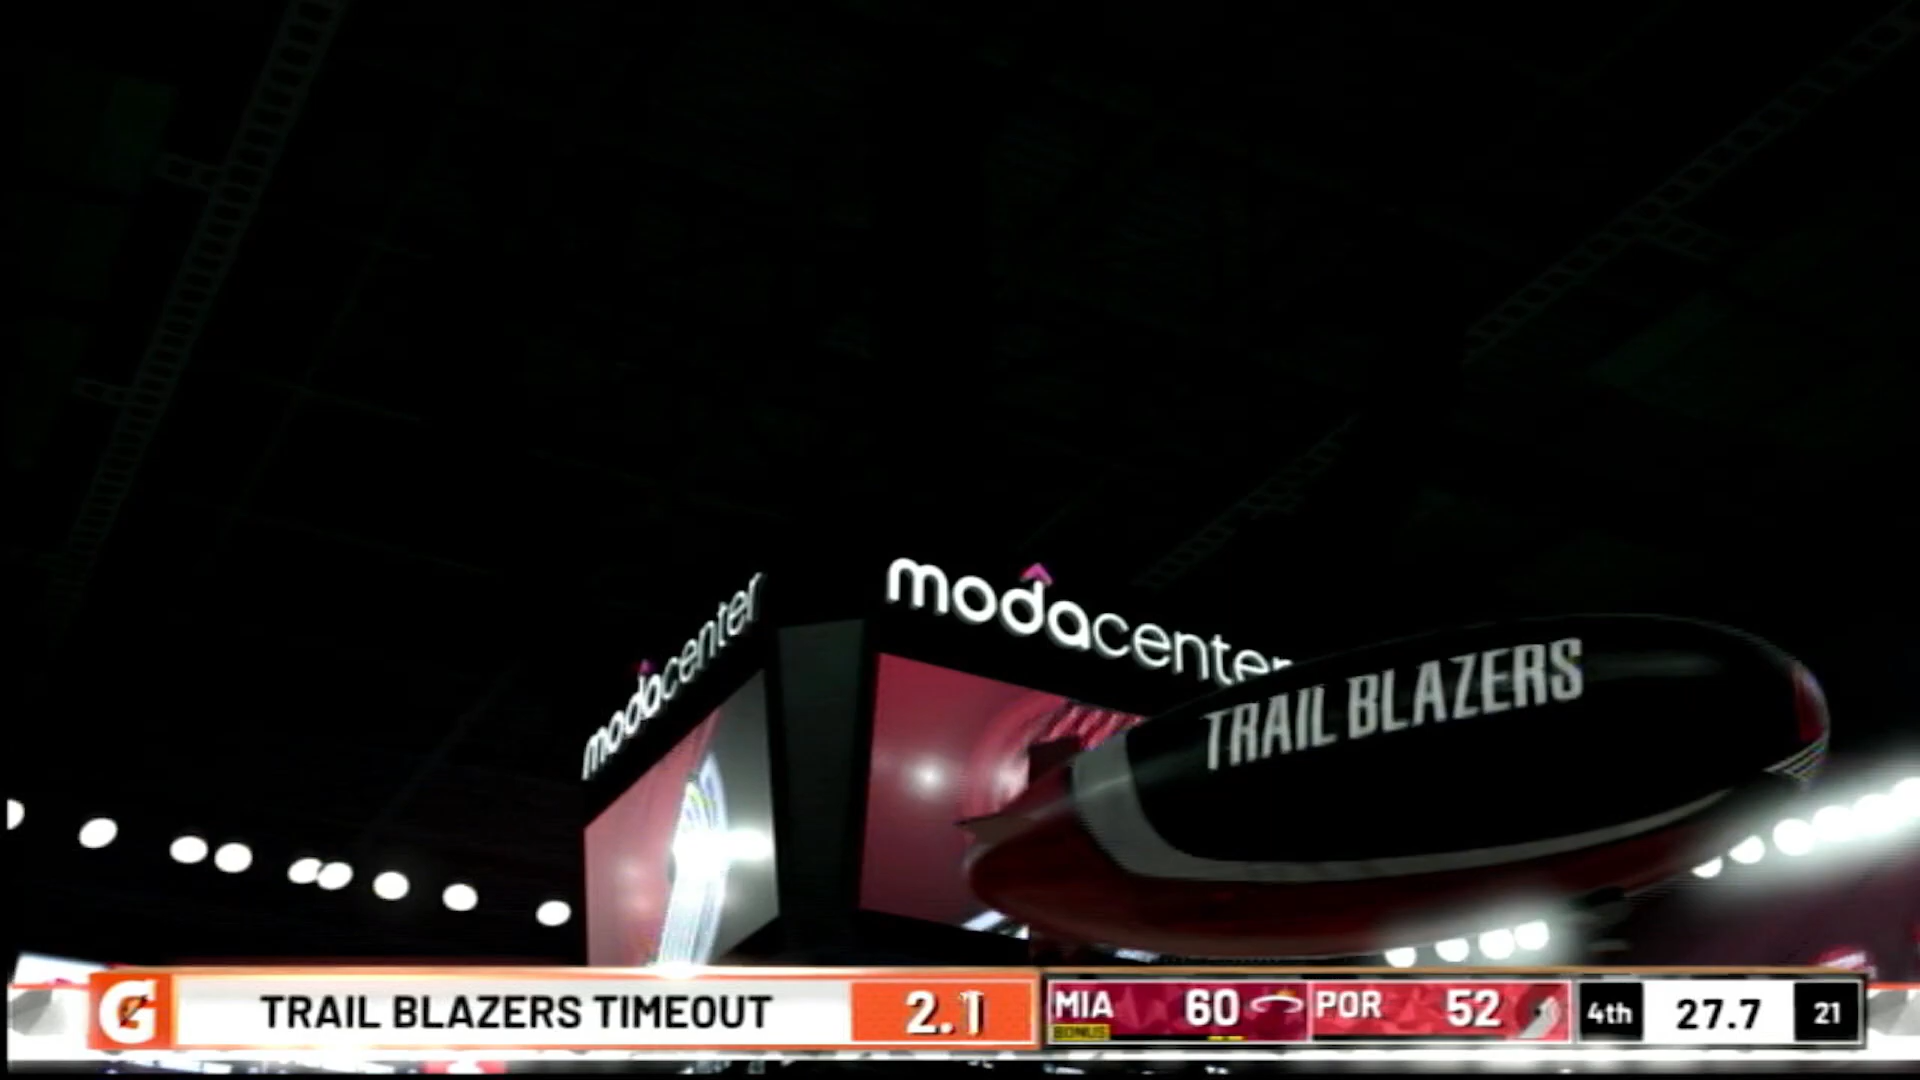 modacenter
modacenter
TRAIL BLAZERS
G
TRAIL BLAZERS TIMEOUT 2.1
MIA 60 POR 52 4th 27.7 21
BONUS